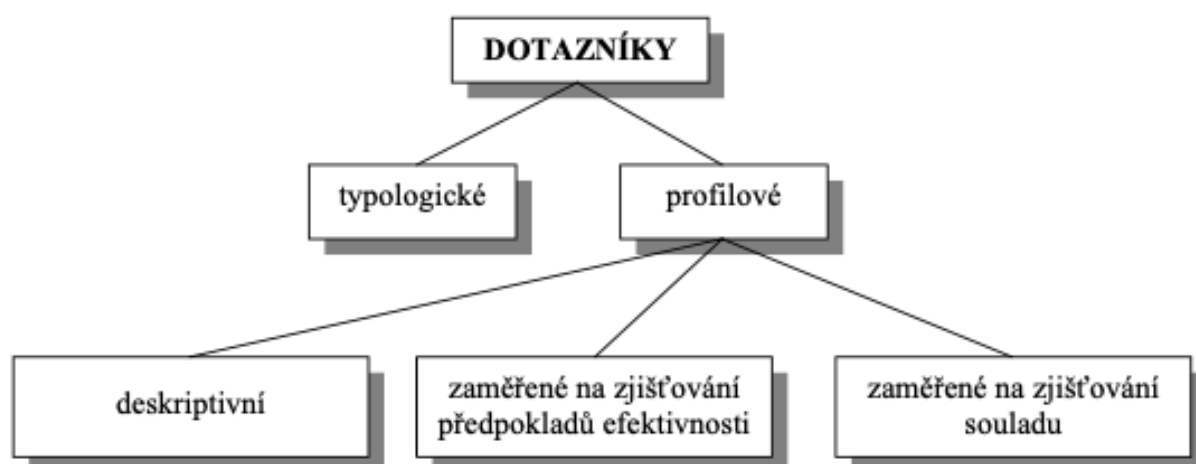 DOTAZNÍKY
typologické
profilové
deskriptivní
zaměřené na zjišťování
předpokladů efektivnosti
zaměřené na zjišťování
souladu